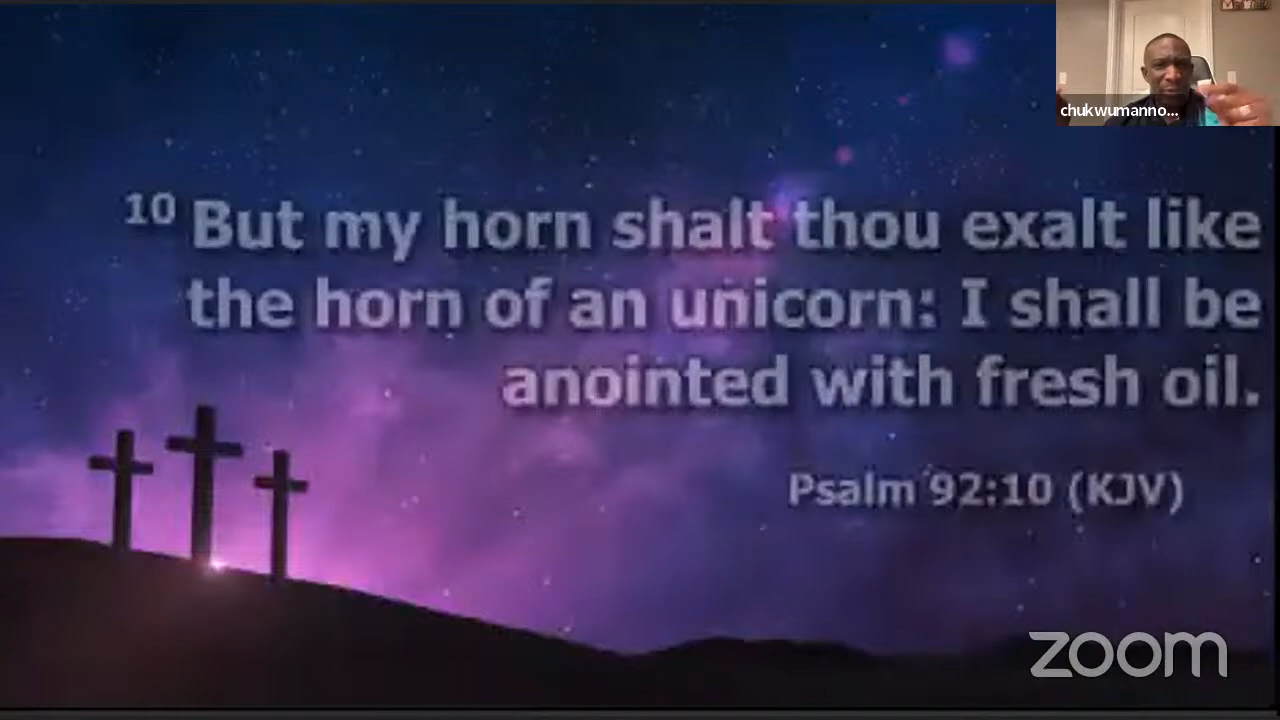 chukwumanno...
10 But my horn shalt thou exalt like
the horn of an unicorn: I shall be
anointed with fresh oil.
Psalm 92:10 (KJV)
zoom